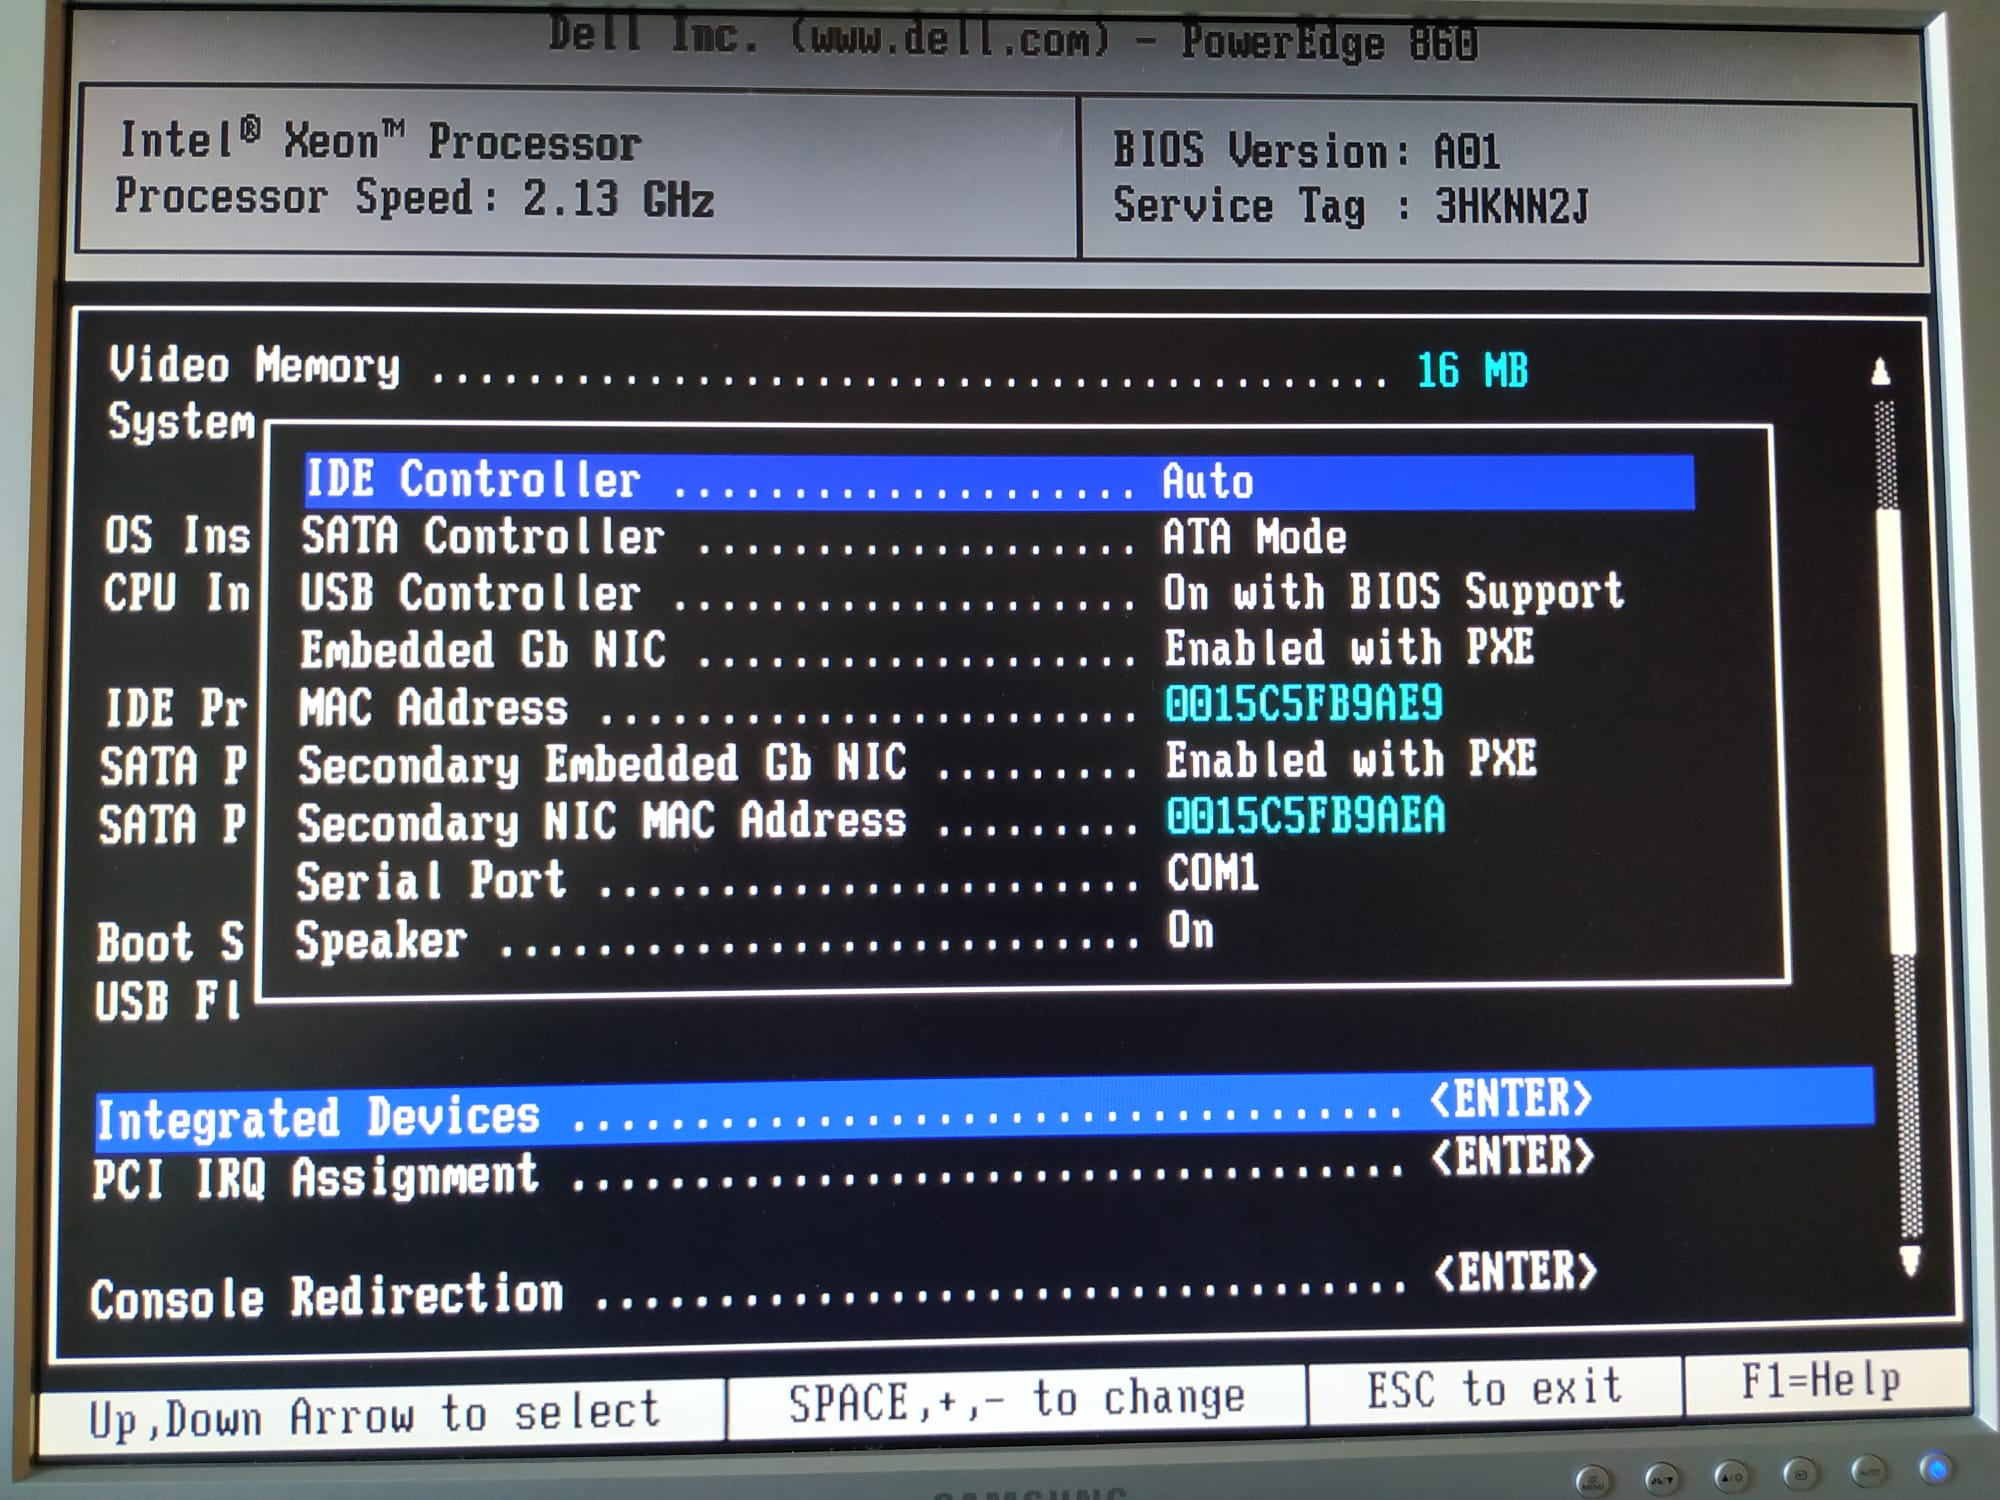 Dell Inc. (www.dell.com) - PowerEdge 860
Intel® Xeon™ Processor
Processor Speed: 2.13 GHz
BIOS Version: A01
Service Tag : 3HKNN2J
Video Memory ........................................ 16 MB
System
IDE Controller ................... Auto
OS Ins
SATA Controller .................. ATA Mode
CPU In
USB Controller ................... On with BIOS Support
Embedded Gb NIC .................. Enabled with PXE
IDE Pr
MAC Address ...................... 0015C5FB9AE9
SATA P
Secondary Embedded Gb NIC ......... Enabled with PXE
SATA P
Secondary NIC MAC Address ......... 0015C5FB9AEA
Serial Port ....................... COM1
Boot S
Speaker ........................... On
USB Fl
Integrated Devices ................................... <ENTER>
PCI IRQ Assignment ................................... <ENTER>
Console Redirection .................................. <ENTER>
Up,Down Arrow to select
SPACE,+,- to change
ESC to exit
F1=Help
SAMSUNG
MENU
AUTO